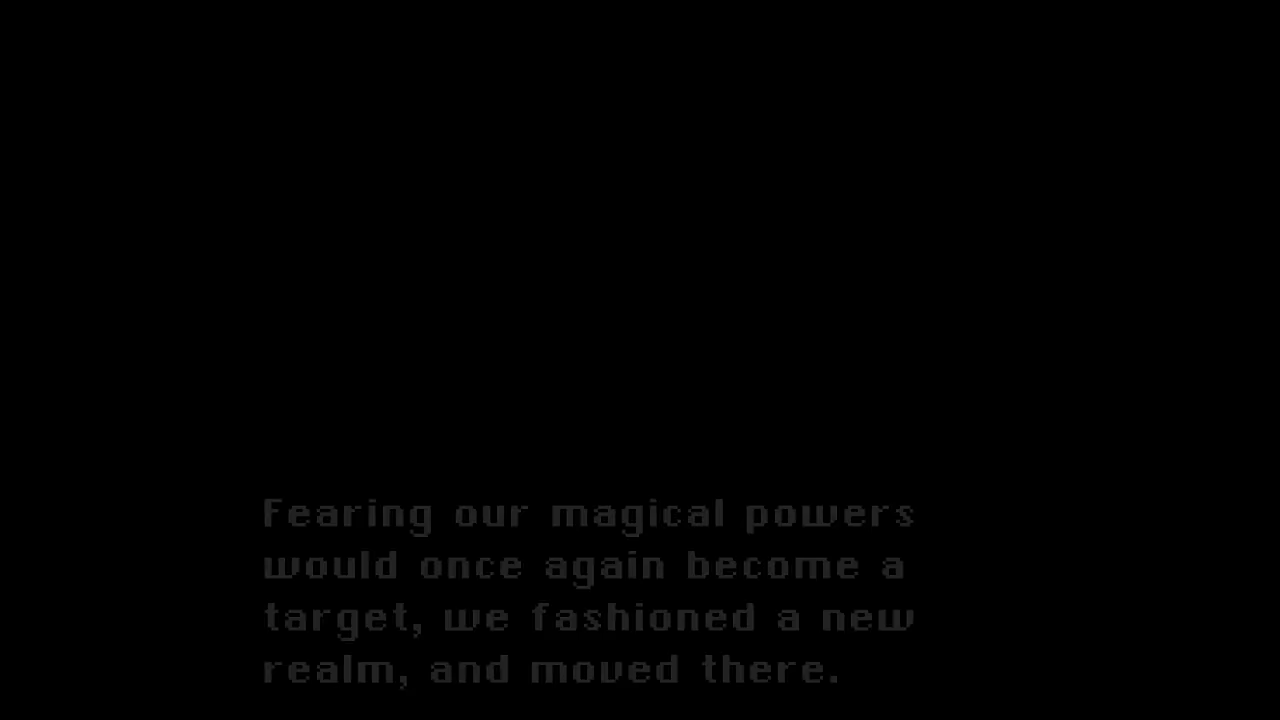 Fearing our magical powers
would once again become a
target, we fashioned a new
realm, and moved there.